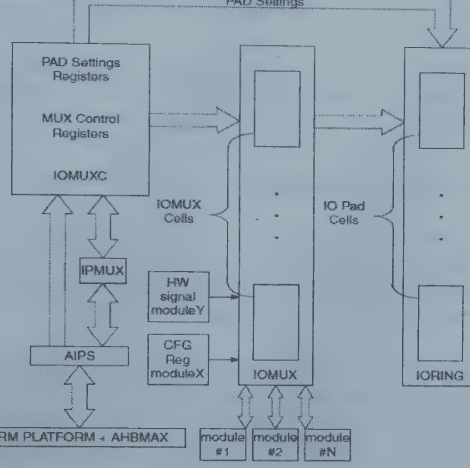 PAD Settings
PAD Settings
Registers
MUX Control
Registers
IOMUXC
IOMUX
Cells
IO Pad
Cells
IPMUX
HW
signal
moduleY
CFG
Reg
moduleX
AIPS
IOMUX
IORING
RM PLATFORM + AHBMAX
module
#1
module
#2
module
#N